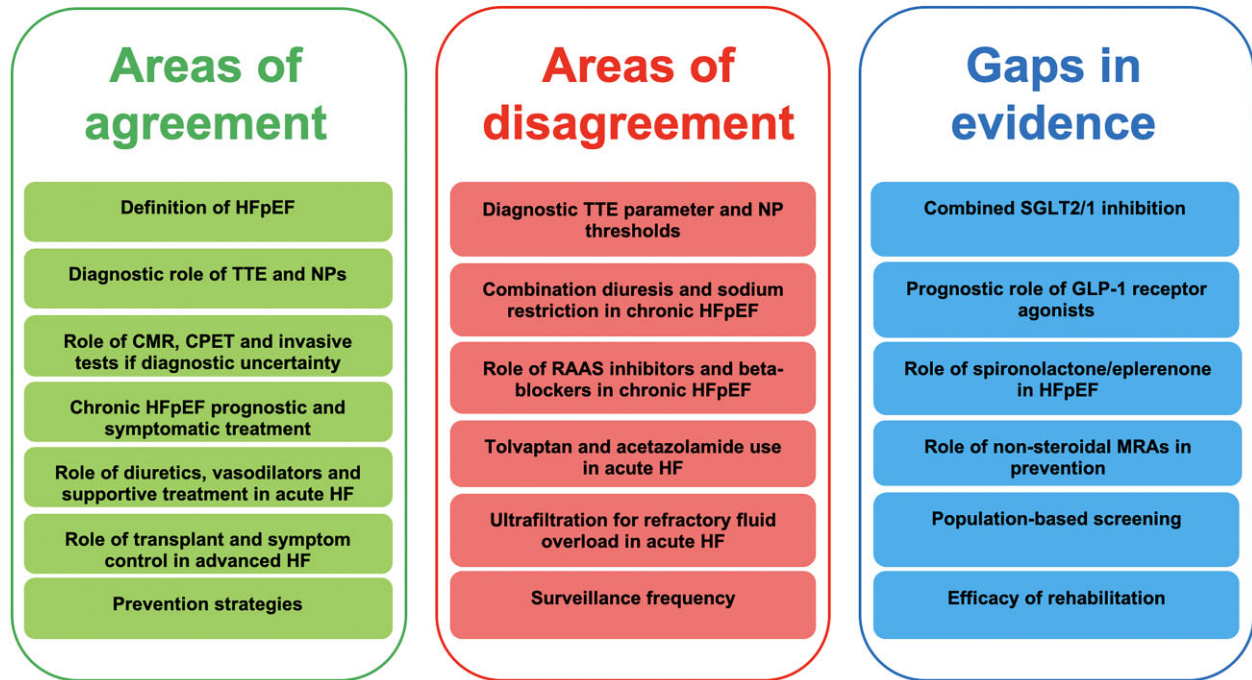 Areas of
agreement
Definition of HFpEF
Diagnostic role of TTE and NPs
Role of CMR, CPET and invasive
tests if diagnostic uncertainty
Chronic HFpEF prognostic and
symptomatic treatment
Role of diuretics, vasodilators and
supportive treatment in acute HF
Role of transplant and symptom
control in advanced HF
Prevention strategies
Areas of
disagreement
Diagnostic TTE parameter and NP
thresholds
Combination diuresis and sodium
restriction in chronic HFpEF
Role of RAAS inhibitors and beta-
blockers in chronic HFpEF
Tolvaptan and acetazolamide use
in acute HF
Ultrafiltration for refractory fluid
overload in acute HF
Surveillance frequency
Gaps in
evidence
Combined SGLT2/1 inhibition
Prognostic role of GLP-1 receptor
agonists
Role of spironolactone/eplerenone
in HFpEF
Role of non-steroidal MRAs in
prevention
Population-based screening
Efficacy of rehabilitation